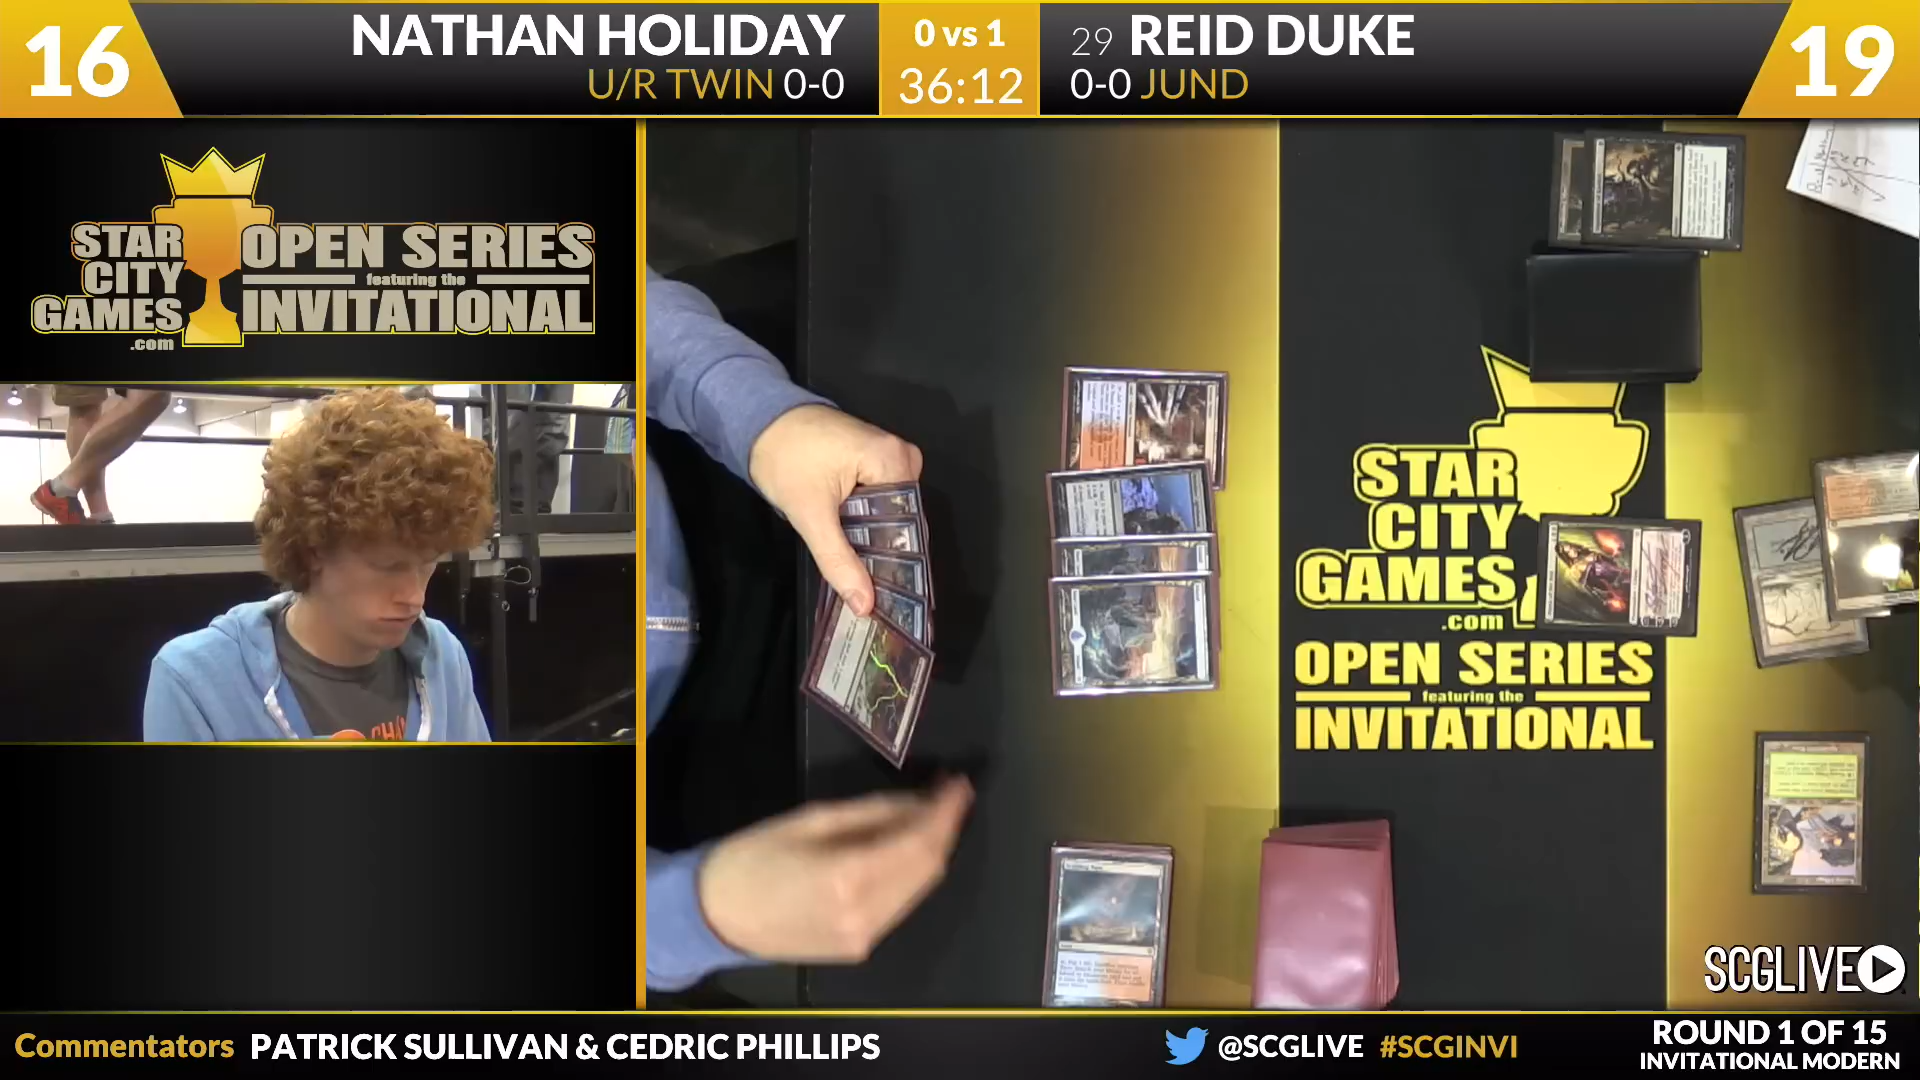 16
NATHAN HOLIDAY
U/R TWIN 0-0
0 vs 1
36:12
29 REID DUKE
0-0 JUND
19
STAR
CITY
GAMES
.com
OPEN SERIES
featuring the
INVITATIONAL
STAR
CITY
GAMES
.com
OPEN SERIES
featuring the
INVITATIONAL
SCGLIVE
Commentators PATRICK SULLIVAN & CEDRIC PHILLIPS
@SCGLIVE #SCGINVI
ROUND 1 OF 15
INVITATIONAL MODERN